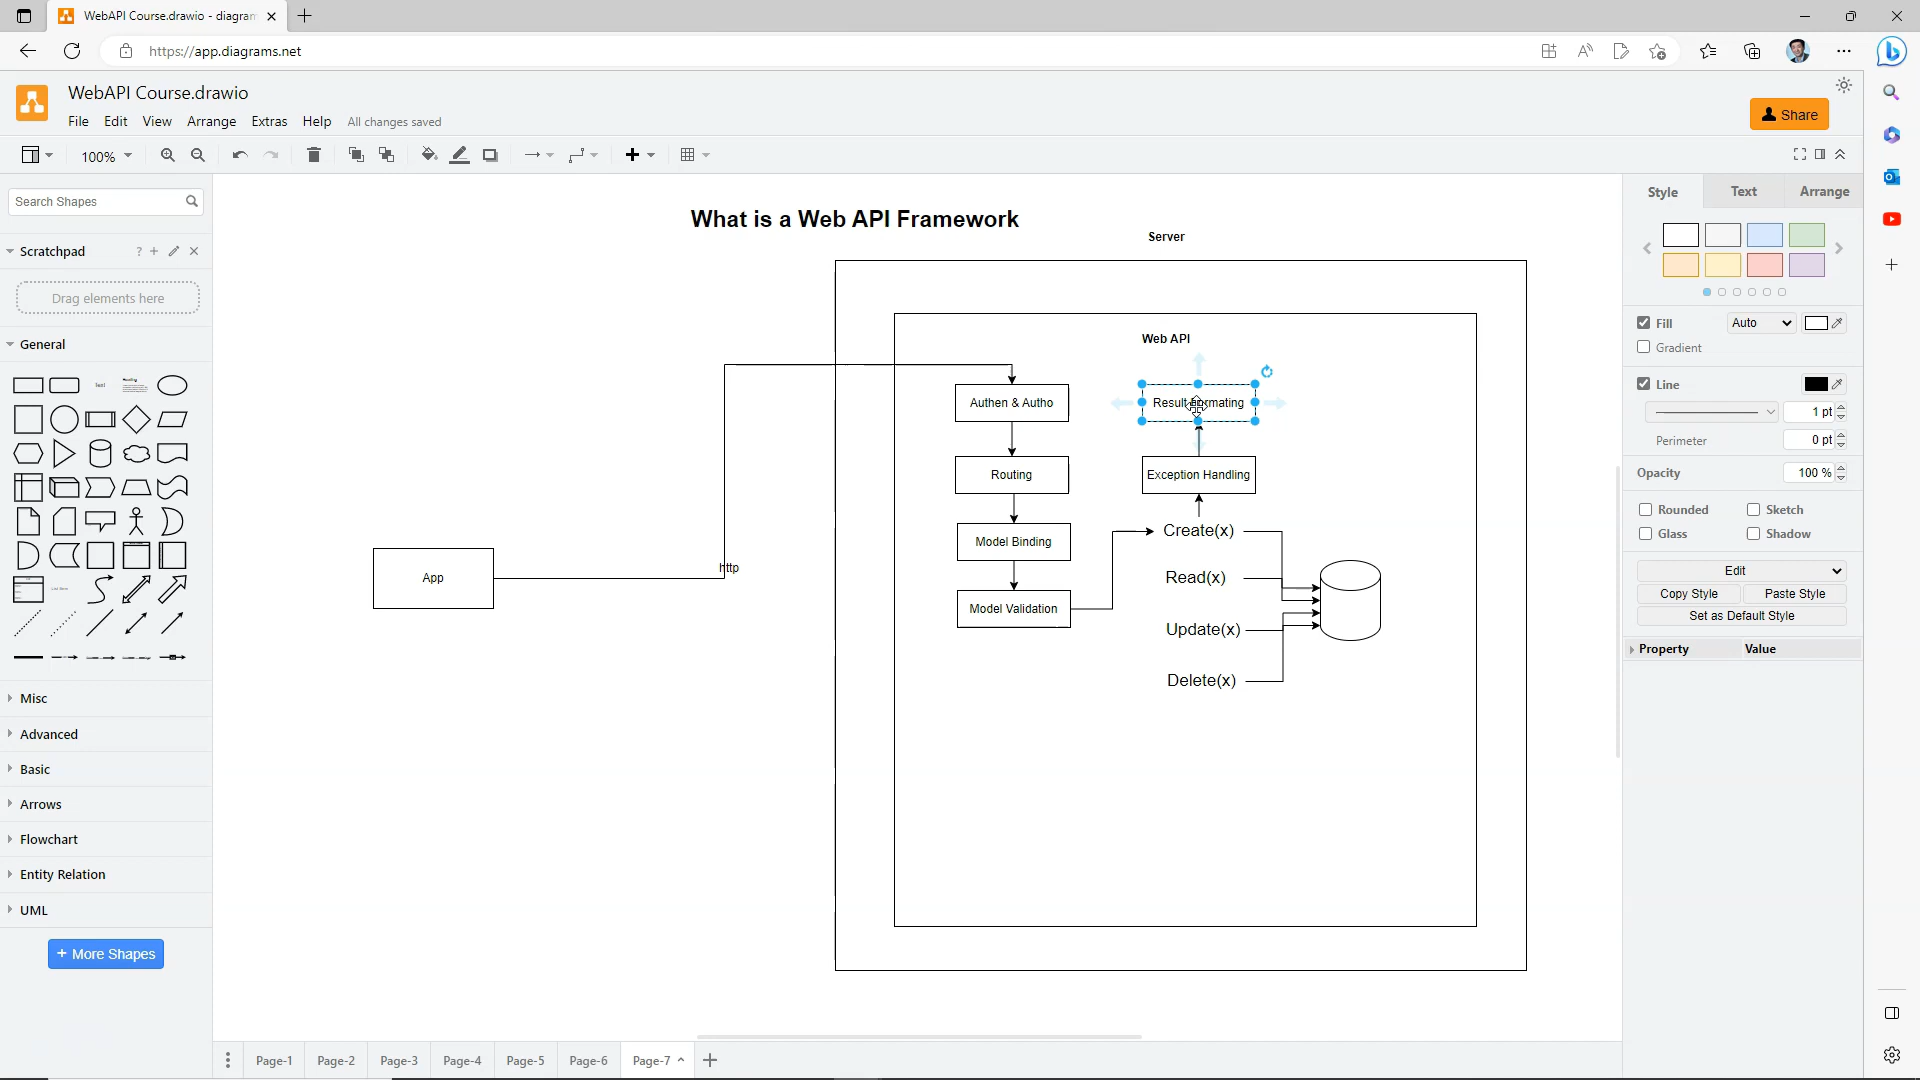 WebAPI Course.drawio - diagram
https://app.diagrams.net
WebAPI Course.drawio
File Edit View Arrange Extras Help All changes saved
Share
100%
Search Shapes
Scratchpad
?
Drag elements here
General
Text
Heading
List Item
Misc
Advanced
Basic
Arrows
Flowchart
Entity Relation
UML
+ More Shapes
What is a Web API Framework
Server
Web API
Authen & Autho
Result Formating
Routing
Exception Handling
Model Binding
Create(x)
App
http
Read(x)
Model Validation
Update(x)
Delete(x)
Page-1 Page-2 Page-3 Page-4 Page-5 Page-6 Page-7
Style Text Arrange
Fill Auto
Gradient
Line
1 pt
Perimeter 0 pt
Opacity 100 %
Rounded Sketch
Glass Shadow
Edit
Copy Style Paste Style
Set as Default Style
Property Value